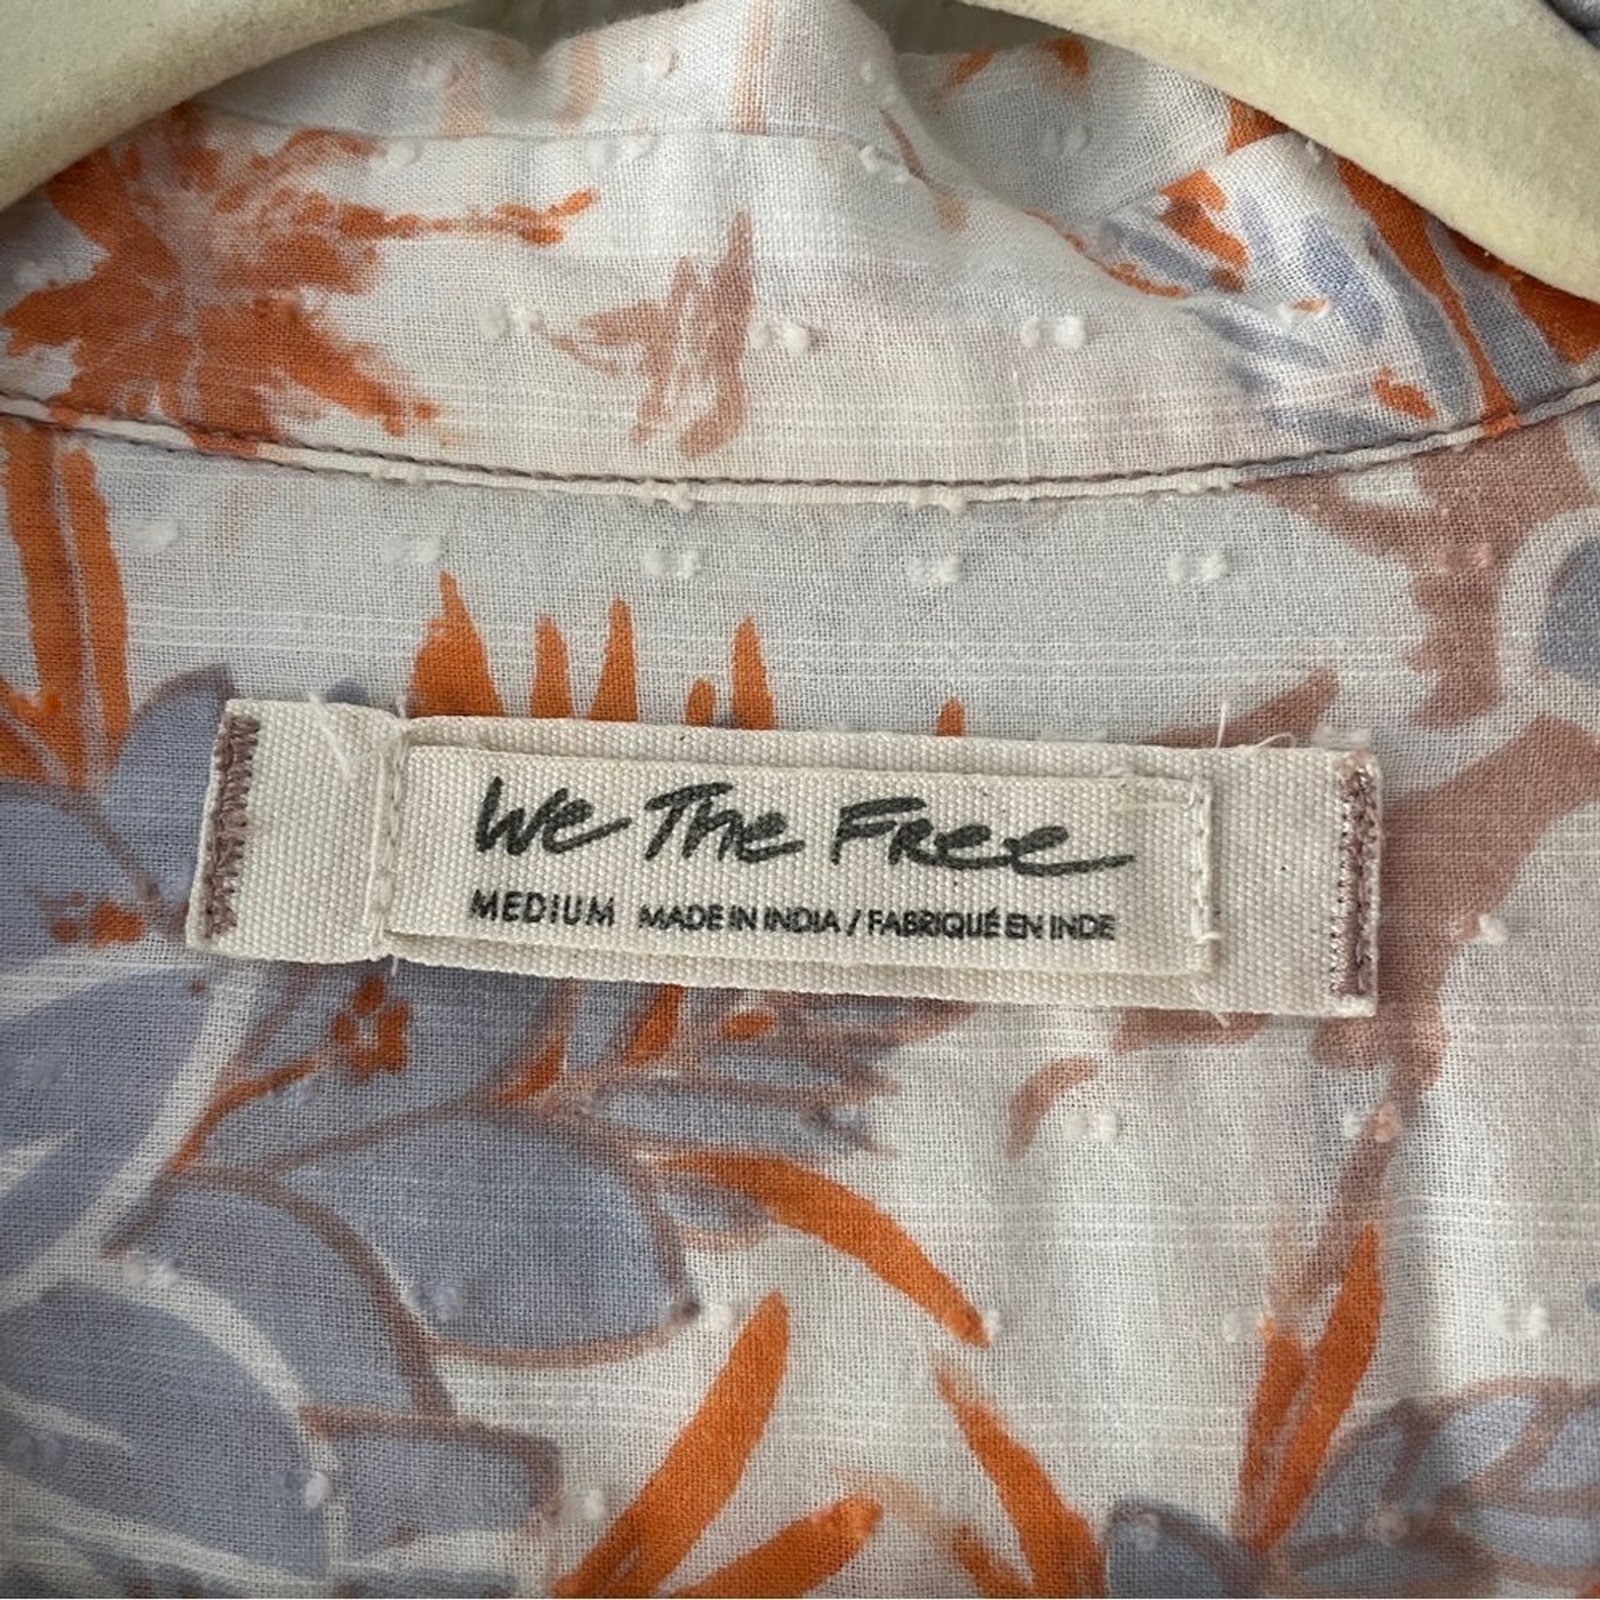 We The Free
MEDIUM MADE IN INDIA / FABRIQUÉ EN INDE